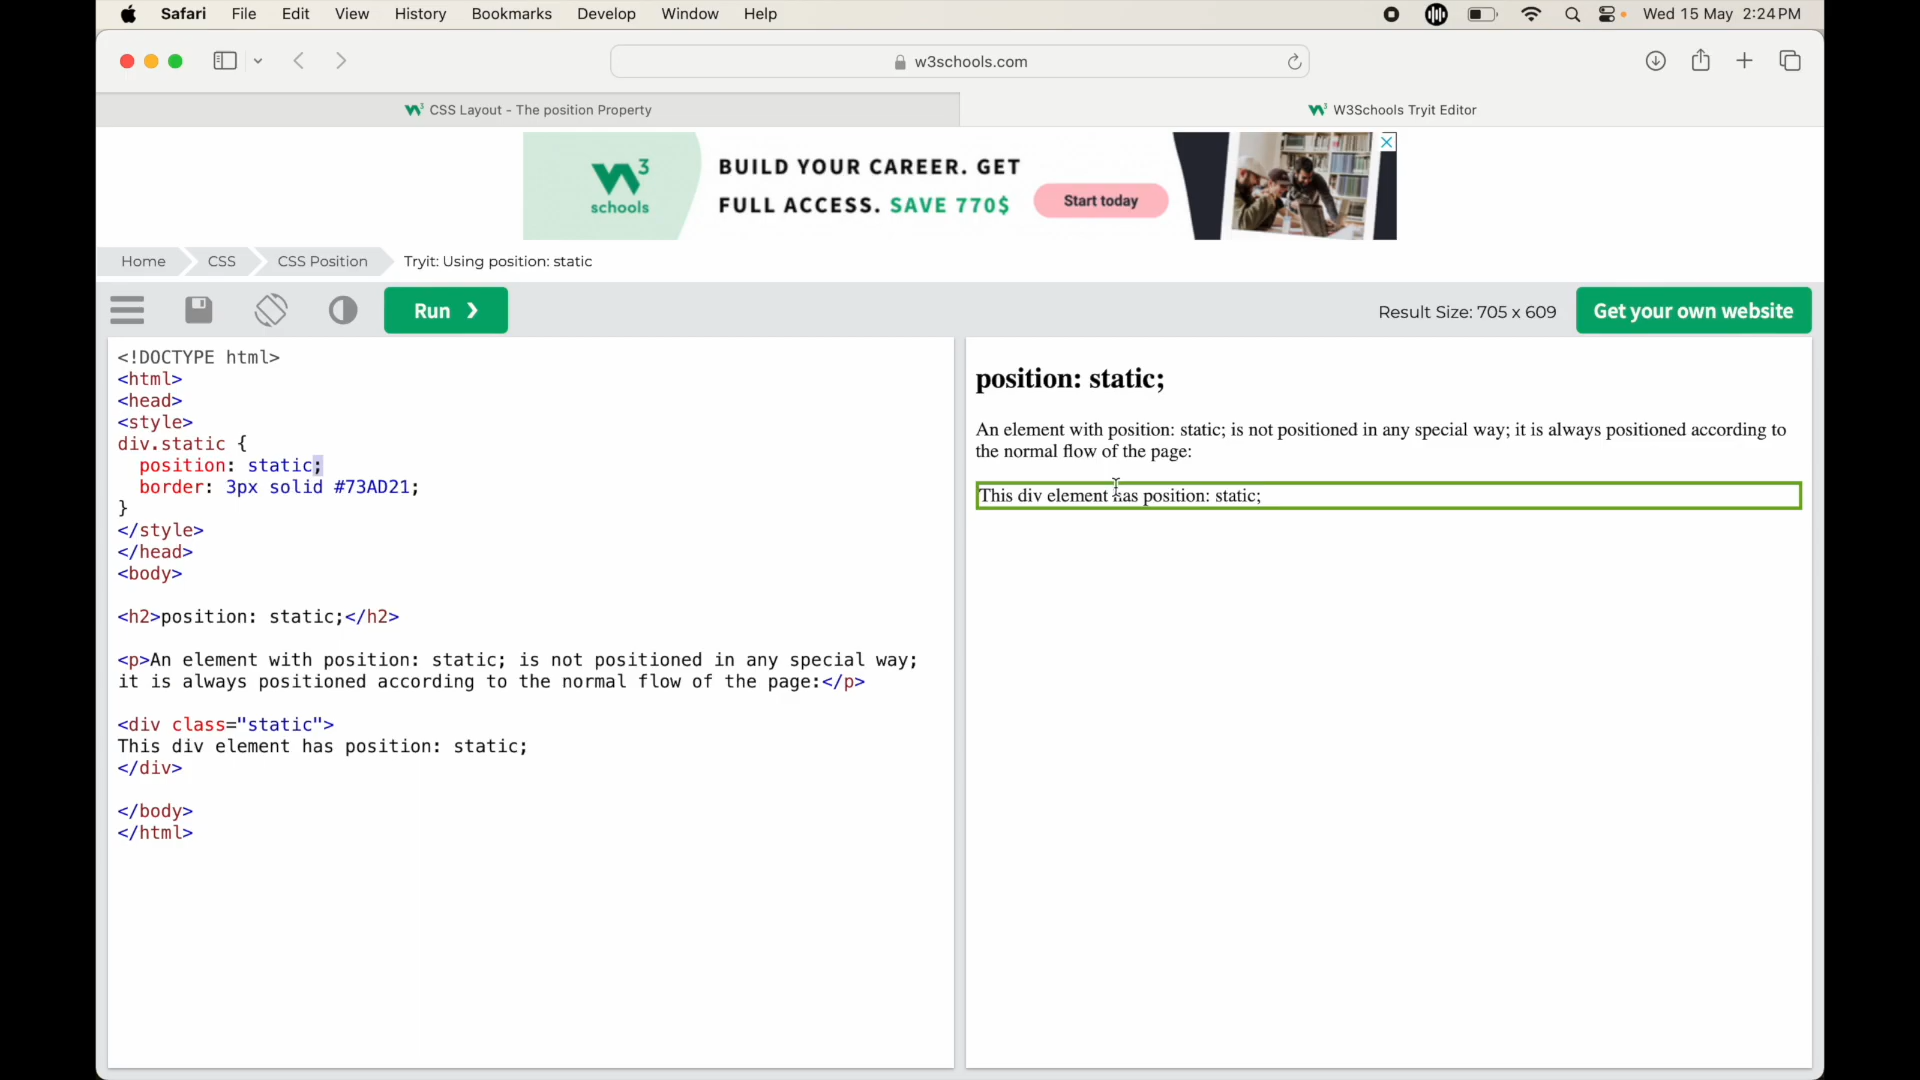 Safari File Edit View History Bookmarks Develop Window Help Wed 15 May 2:24 PM
w3schools.com
CSS Layout - The position Property
W3Schools Tryit Editor
W3 schools
BUILD YOUR CAREER. GET
FULL ACCESS. SAVE 770$
Start today
Home CSS CSS Position Tryit: Using position: static
Run ❯
Result Size: 705 x 609
Get your own website
<!DOCTYPE html>
<html>
<head>
<style>
div.static {
  position: static;
  border: 3px solid #73AD21;
}
</style>
</head>
<body>
<h2>position: static;</h2>
<p>An element with position: static; is not positioned in any special way;
it is always positioned according to the normal flow of the page:</p>
<div class="static">
This div element has position: static;
</div>
</body>
</html>
position: static;
An element with position: static; is not positioned in any special way; it is always positioned according to
the normal flow of the page:
This div element has position: static;